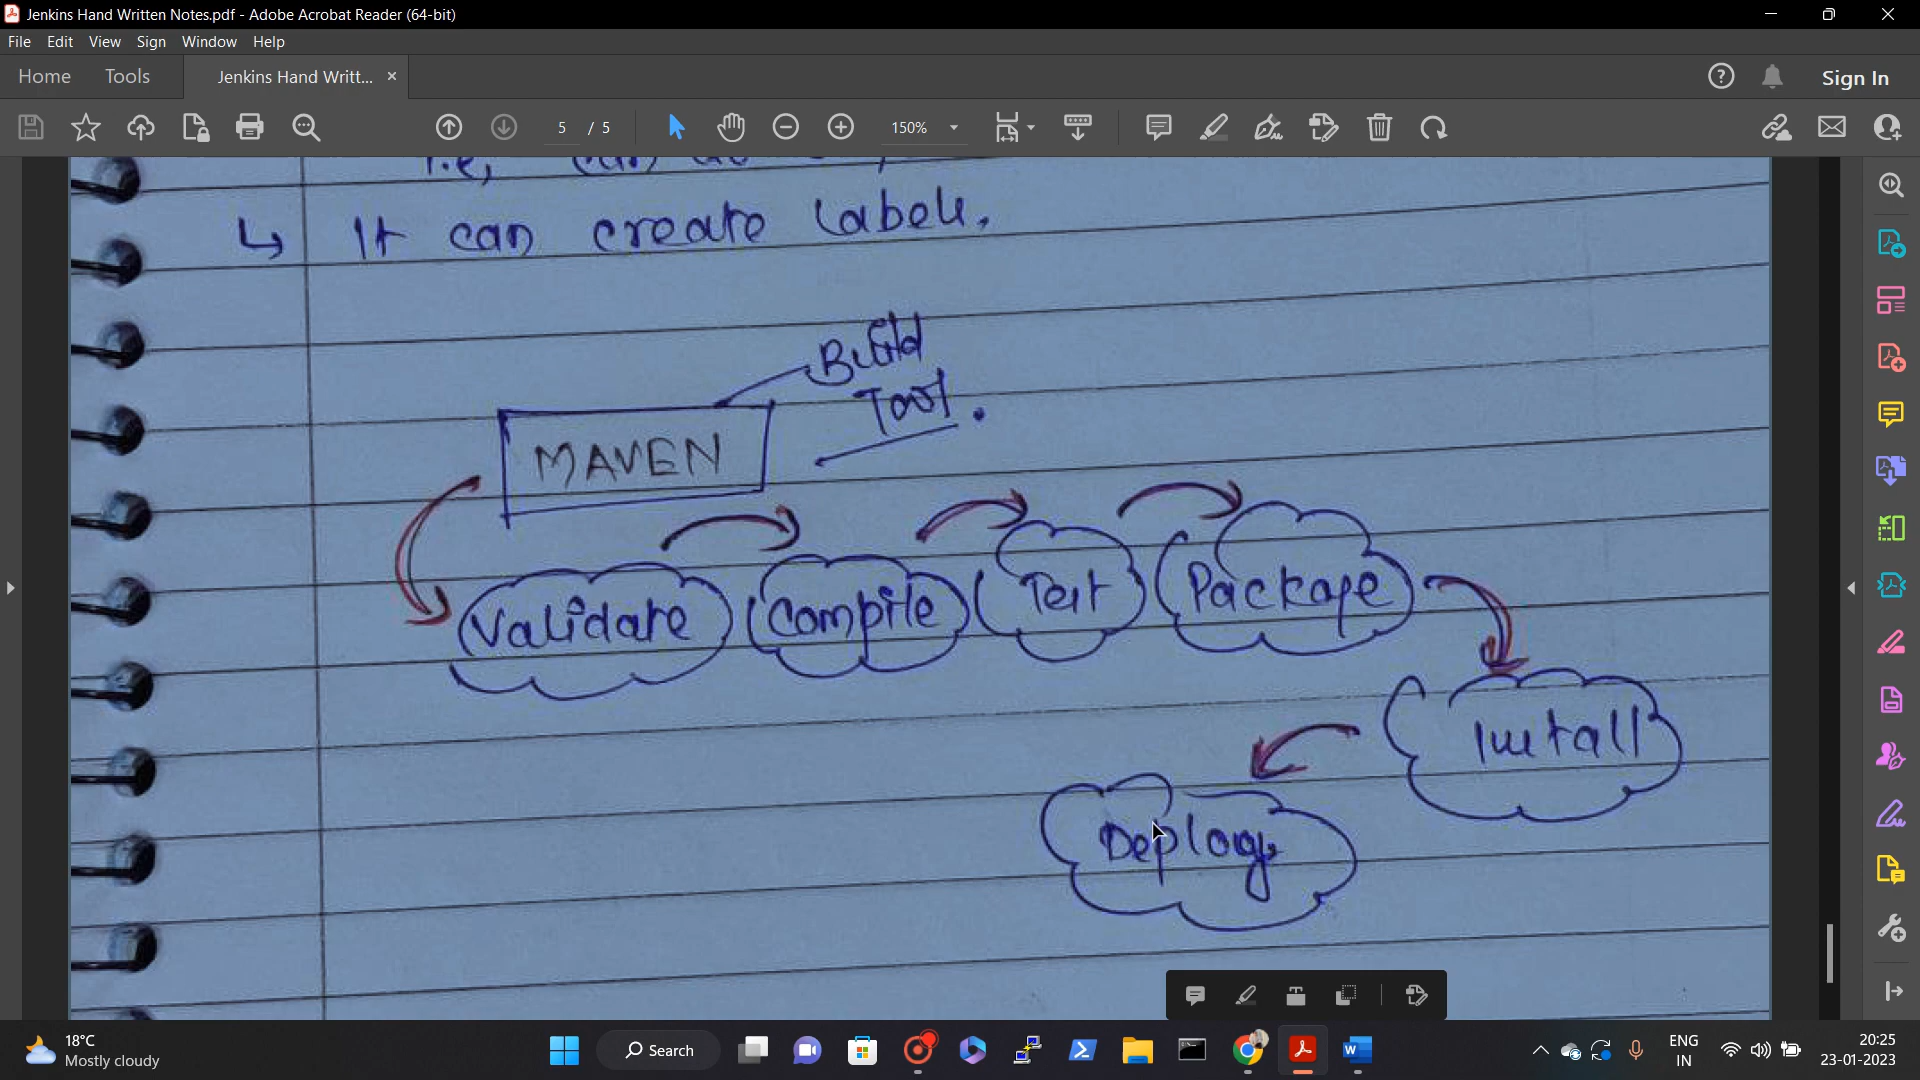 Jenkins Hand Written Notes.pdf - Adobe Acrobat Reader (64-bit)
File Edit View Sign Window Help
Home Tools Jenkins Hand Writt... Sign In
5 / 5 150%
i.e, can
↳ It can create labels.
Build
Tool.
MAVEN
Validate Compile Test Package
Install
Deploy
18°C
Mostly cloudy
Search
ENG
IN
20:25
23-01-2023